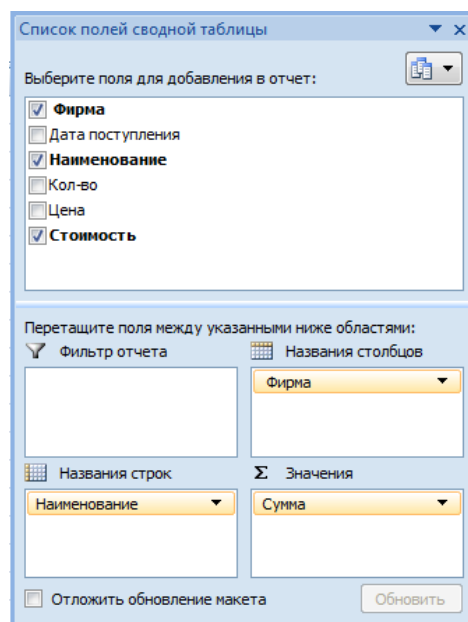 Список полей сводной таблицы
Выберите поля для добавления в отчет:
Фирма
Дата поступления
Наименование
Кол-во
Цена
Стоимость
Перетащите поля между указанными ниже областями:
Фильтр отчета
Названия столбцов
Фирма
Названия строк
Σ Значения
Наименование
Сумма
Отложить обновление макета
Обновить